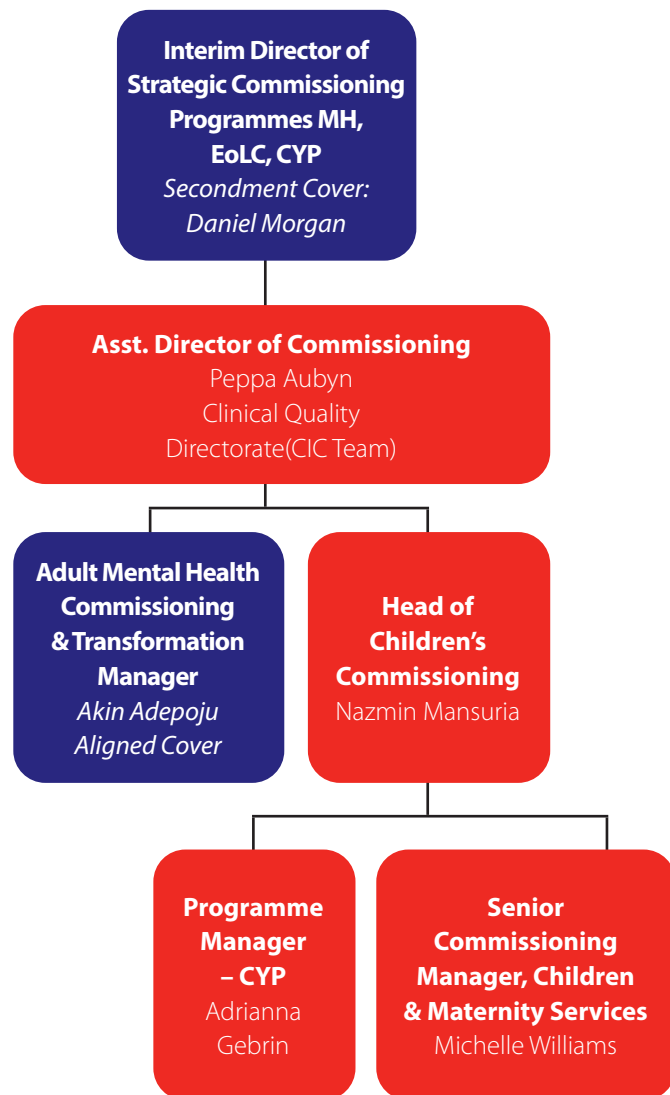 Interim Director of
Strategic Commissioning
Programmes MH,
EoLC, CYP
Secondment Cover:
Daniel Morgan
Asst. Director of Commissioning
Peppa Aubyn
Clinical Quality
Directorate(CIC Team)
Adult Mental Health
Commissioning
& Transformation
Manager
Akin Adepoju
Aligned Cover
Head of
Children’s
Commissioning
Nazmin Mansuria
Programme
Manager
– CYP
Adrianna
Gebrin
Senior
Commissioning
Manager, Children
& Maternity Services
Michelle Williams